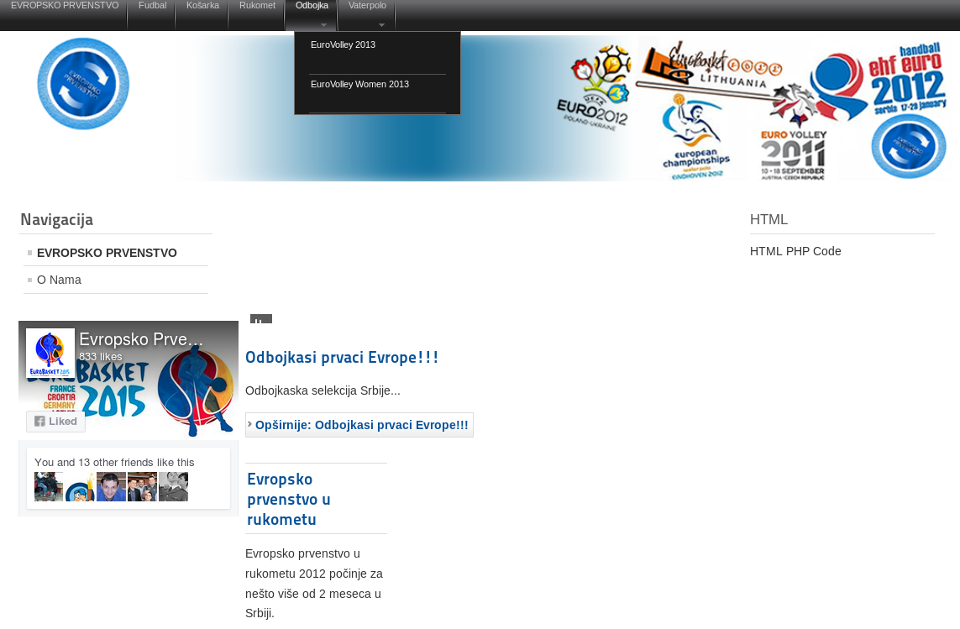 EVROPSKO PRVENSTVO
Fudbal
Košarka
Rukomet
Odbojka
Vaterpolo
EuroVolley 2013
EuroVolley Women 2013
EURO2012
POLAND-UKRAINE
EuroBasket 2011
LITHUANIA
handball
ehf euro
2012
serbia 17-29 january
european
championships
water polo
EINDHOVEN 2012
EURO VOLLEY
2011
10 - 18 SEPTEMBER
AUSTRIA-CZECH REPUBLIC
Navigacija
EVROPSKO PRVENSTVO
O Nama
HTML
HTML PHP Code
Evropsko Prve...
833 likes
EUROBASKET
2015
FRANCE
CROATIA
GERMANY
Liked
You and 13 other friends like this
Odbojkasi prvaci Evrope!!!
Odbojkaska selekcija Srbije...
Opširnije: Odbojkasi prvaci Evrope!!!
Evropsko
prvenstvo u
rukometu
Evropsko prvenstvo u
rukometu 2012 počinje za
nešto više od 2 meseca u
Srbiji.